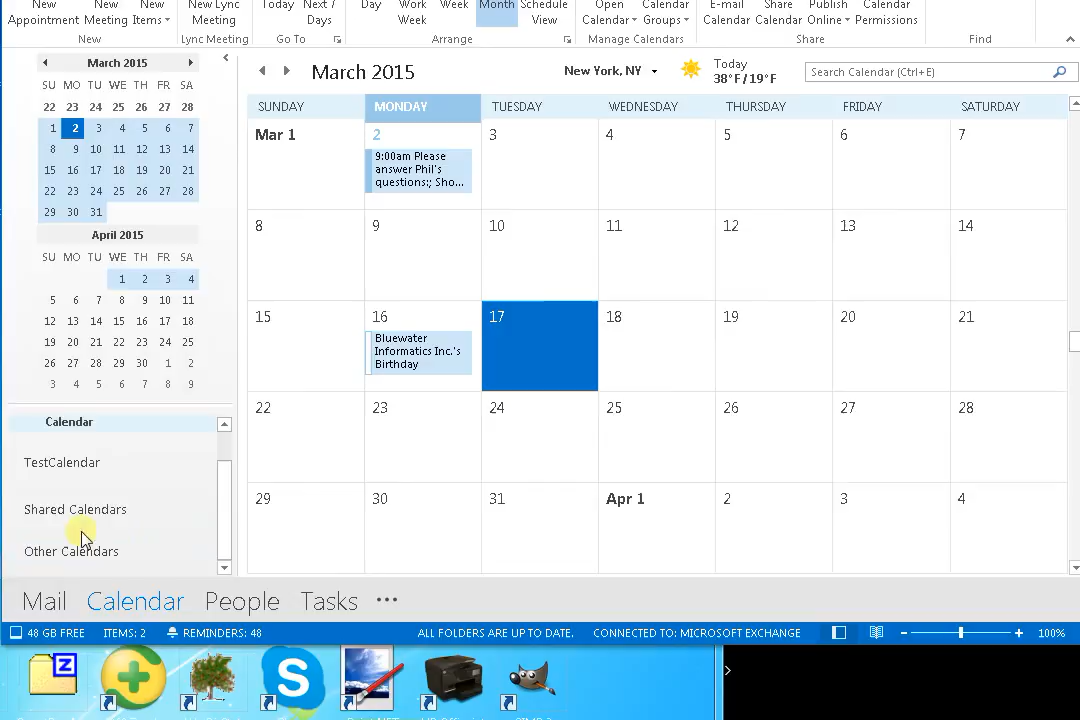 New Appointment
New Meeting
New Items
New Lync Meeting
Today
Next 7 Days
Day
Work Week
Week
Month
Schedule View
Open Calendar
Calendar Groups
E-mail Calendar
Share Calendar
Publish Online
Calendar Permissions
New
Lync Meeting
Go To
Arrange
Manage Calendars
Share
Find
March 2015
SU MO TU WE TH FR SA
22 23 24 25 26 27 28
1 2 3 4 5 6 7
8 9 10 11 12 13 14
15 16 17 18 19 20 21
22 23 24 25 26 27 28
29 30 31
April 2015
SU MO TU WE TH FR SA
1 2 3 4
5 6 7 8 9 10 11
12 13 14 15 16 17 18
19 20 21 22 23 24 25
26 27 28 29 30 1 2
3 4 5 6 7 8 9
Calendar
TestCalendar
Shared Calendars
Other Calendars
March 2015
New York, NY
Today
38°F/19°F
Search Calendar (Ctrl+E)
SUNDAY MONDAY TUESDAY WEDNESDAY THURSDAY FRIDAY SATURDAY
Mar 1 2 3 4 5 6 7
9:00am Please
answer Phil's
questions:; Sho...
8 9 10 11 12 13 14
15 16 17 18 19 20 21
Bluewater
Informatics Inc.'s
Birthday
22 23 24 25 26 27 28
29 30 31 Apr 1 2 3 4
Mail Calendar People Tasks ...
48 GB FREE ITEMS: 2 REMINDERS: 48 ALL FOLDERS ARE UP TO DATE. CONNECTED TO: MICROSOFT EXCHANGE 100%
Z
S